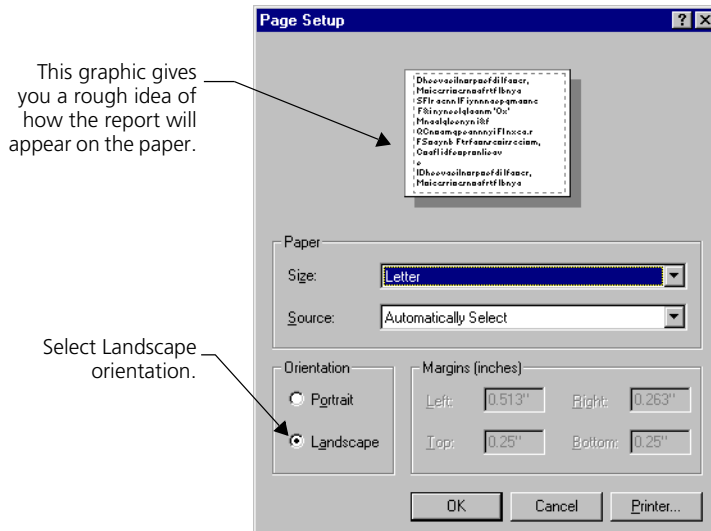 Page Setup
This graphic gives
you a rough idea of
how the report will
appear on the paper.
Paper
Size:
Letter
Source:
Automatically Select
Select Landscape
orientation.
Orientation
Portrait
Landscape
Margins (inches)
Left:
0.513"
Right:
0.263"
Top:
0.25"
Bottom:
0.25"
OK
Cancel
Printer...